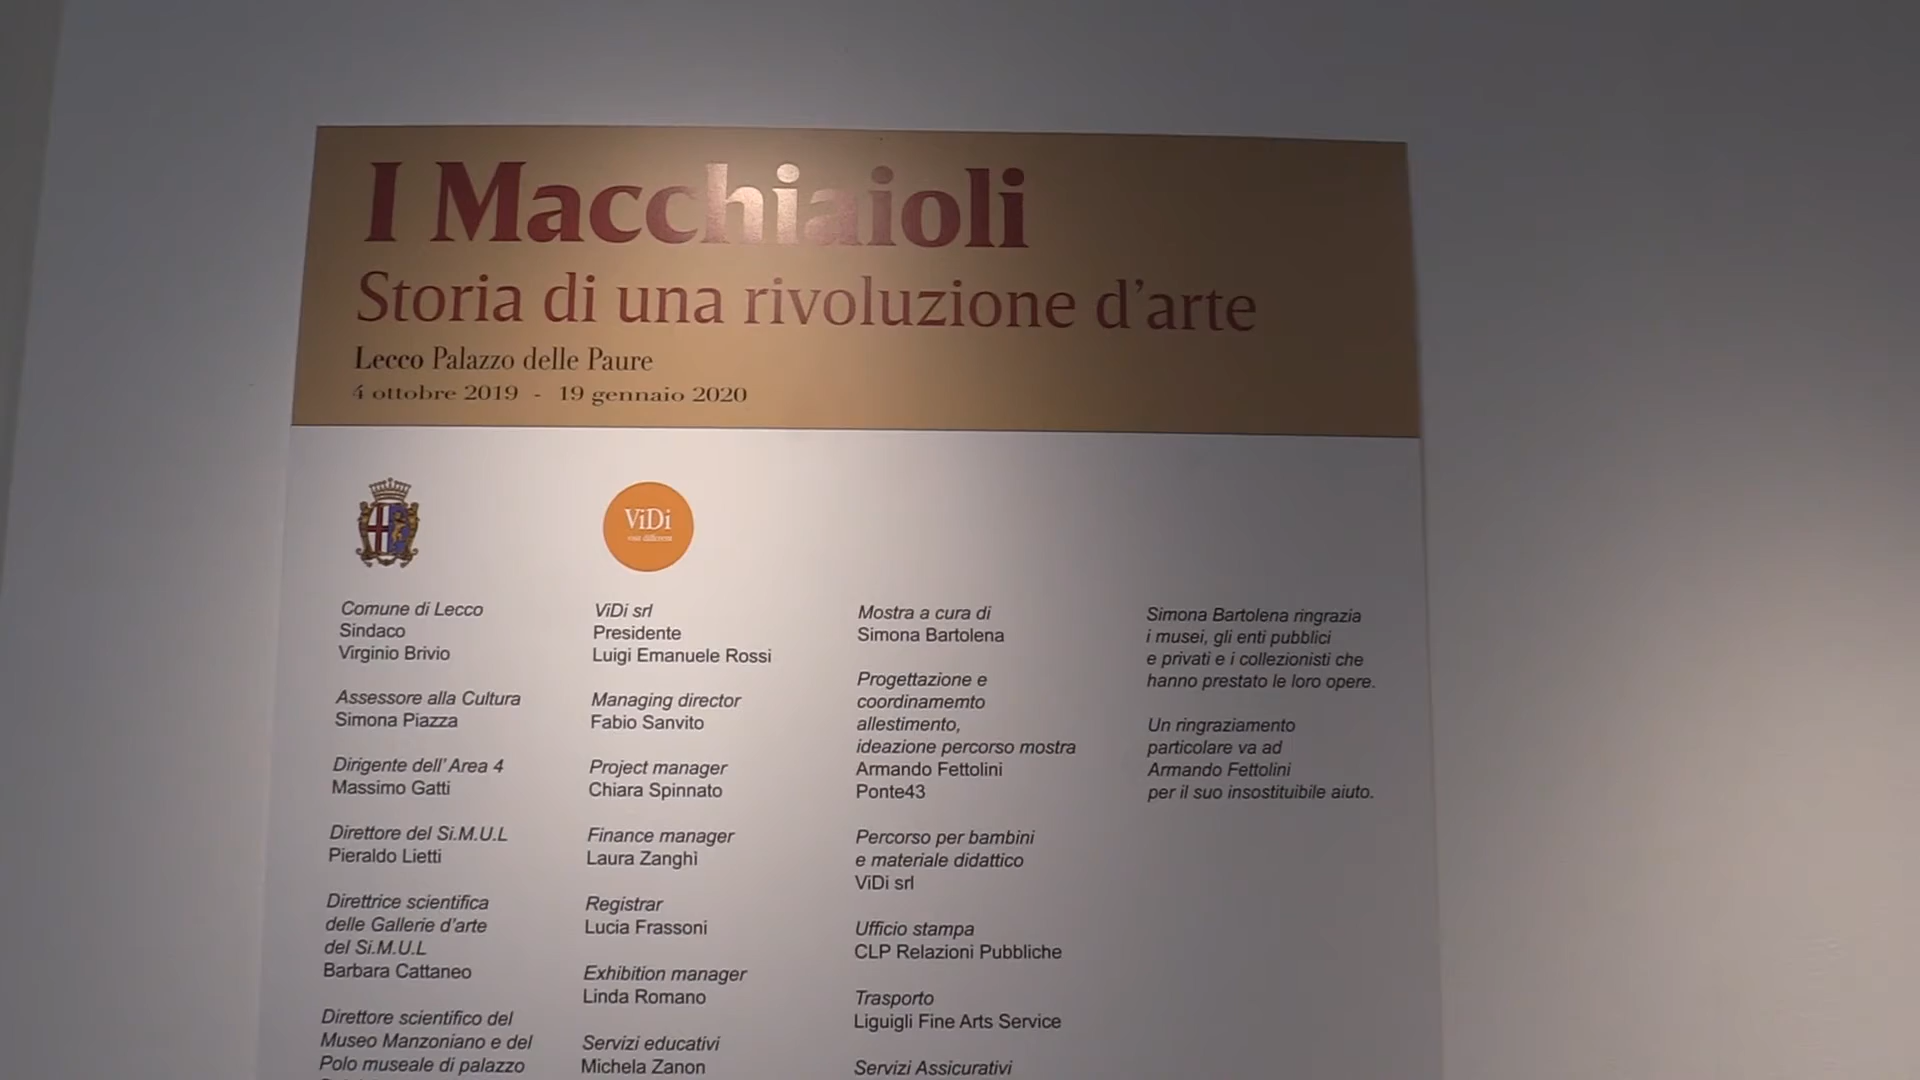 I Macchiaioli
Storia di una rivoluzione d'arte
Lecco Palazzo delle Paure
4 ottobre 2019 - 19 gennaio 2020
Comune di Lecco
Sindaco
Virginio Brivio
Assessore alla Cultura
Simona Piazza
Dirigente dell'Area 4
Massimo Gatti
Direttore del Si.M.U.L
Pieraldo Lietti
Direttrice scientifica
delle Gallerie d'arte
del Si.M.U.L
Barbara Cattaneo
Direttore scientifico del
Museo Manzoniano e del
Polo museale di palazzo
ViDi
visit different
ViDi srl
Presidente
Luigi Emanuele Rossi
Managing director
Fabio Sanvito
Project manager
Chiara Spinnato
Finance manager
Laura Zanghì
Registrar
Lucia Frassoni
Exhibition manager
Linda Romano
Servizi educativi
Michela Zanon
Mostra a cura di
Simona Bartolena
Progettazione e
coordinamemto
allestimento,
ideazione percorso mostra
Armando Fettolini
Ponte43
Percorso per bambini
e materiale didattico
ViDi srl
Ufficio stampa
CLP Relazioni Pubbliche
Trasporto
Liguigli Fine Arts Service
Servizi Assicurativi
Simona Bartolena ringrazia
i musei, gli enti pubblici
e privati e i collezionisti che
hanno prestato le loro opere.
Un ringraziamento
particolare va ad
Armando Fettolini
per il suo insostituibile aiuto.